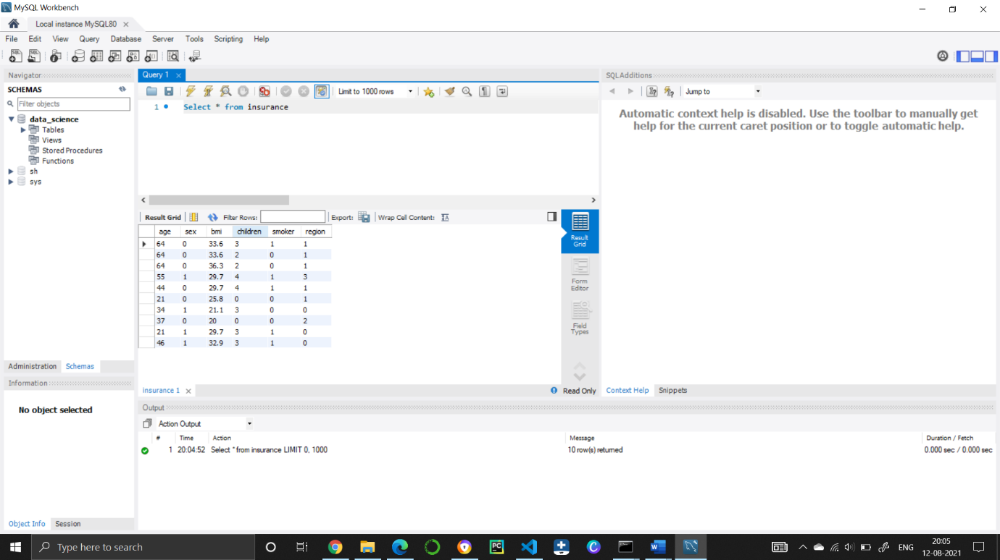 MySQL Workbench
Local instance MySQL80
File Edit View Query Database Server Tools Scripting Help
Navigator
SCHEMAS
Filter objects
data_science
Tables
Views
Stored Procedures
Functions
sh
sys
Administration Schemas
Information
No object selected
Object Info Session
Query 1
Limit to 1000 rows
1 Select * from insurance
Result Grid Filter Rows: Export: Wrap Cell Content:
age sex bmi children smoker region
64 0 33.6 3 1 1
64 0 33.6 2 0 1
64 0 36.3 2 0 1
55 1 29.7 4 1 3
44 0 29.7 4 1 1
21 0 25.8 0 0 1
34 1 21.1 3 0 0
37 0 20 0 0 2
21 1 29.7 3 1 0
46 1 32.9 3 1 0
Result
Grid
Form
Editor
Field
Types
insurance 1 Read Only
SQLAdditions
Jump to
Automatic context help is disabled. Use the toolbar to manually get
help for the current caret position or to toggle automatic help.
Context Help Snippets
Output
Action Output
# Time Action Message Duration / Fetch
1 20:04:52 Select * from insurance LIMIT 0, 1000 10 row(s) returned 0.000 sec / 0.000 sec
Type here to search
ENG
20:05
12-08-2021